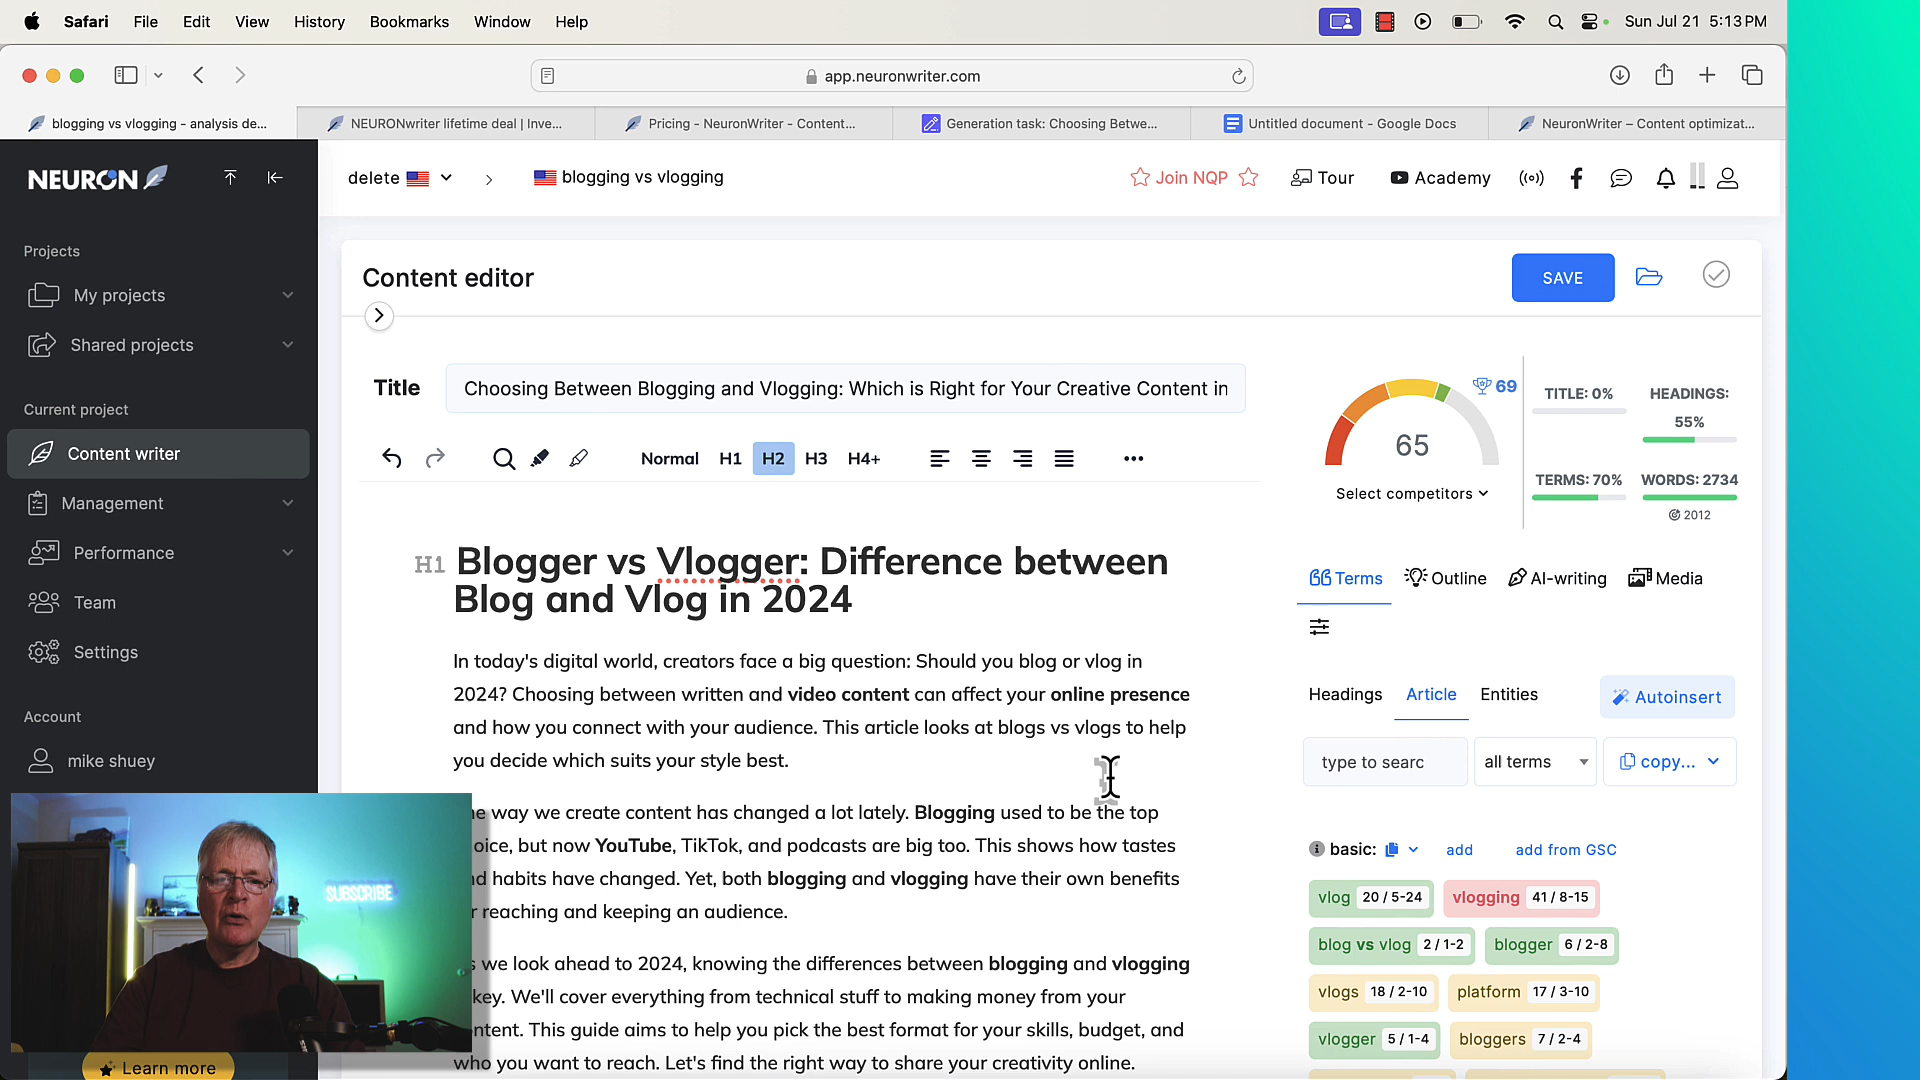 Safari File Edit View History Bookmarks Window Help
Sun Jul 21 5:13 PM
app.neuronwriter.com
blogging vs vlogging - analysis de...
NEURONwriter lifetime deal | Inve...
Pricing - NeuronWriter - Content...
Generation task: Choosing Betwe...
Untitled document - Google Docs
NeuronWriter – Content optimizat...
NEURON
delete
blogging vs vlogging
Join NQP
Tour
Academy
Projects
My projects
Shared projects
Current project
Content writer
Management
Performance
Team
Settings
Account
mike shuey
Learn more
SUBSCRIBE
Content editor
SAVE
Title
Choosing Between Blogging and Vlogging: Which is Right for Your Creative Content in
Normal H1 H2 H3 H4+
H1
Blogger vs Vlogger: Difference between
Blog and Vlog in 2024
In today's digital world, creators face a big question: Should you blog or vlog in
2024? Choosing between written and video content can affect your online presence
and how you connect with your audience. This article looks at blogs vs vlogs to help
you decide which suits your style best.
way we create content has changed a lot lately. Blogging used to be the top
but now YouTube, TikTok, and podcasts are big too. This shows how tastes
habits have changed. Yet, both blogging and vlogging have their own benefits
reaching and keeping an audience.
we look ahead to 2024, knowing the differences between blogging and vlogging
key. We'll cover everything from technical stuff to making money from your
This guide aims to help you pick the best format for your skills, budget, and
who you want to reach. Let's find the right way to share your creativity online.
69
65
Select competitors
TITLE: 0%
HEADINGS:
55%
TERMS: 70%
WORDS: 2734
2012
Terms
Outline
AI-writing
Media
Headings
Article
Entities
Autoinsert
type to searc
all terms
copy...
basic:
add
add from GSC
vlog 20 / 5-24
vlogging 41 / 8-15
blog vs vlog 2 / 1-2
blogger 6 / 2-8
vlogs 18 / 2-10
platform 17 / 3-10
vlogger 5 / 1-4
bloggers 7 / 2-4